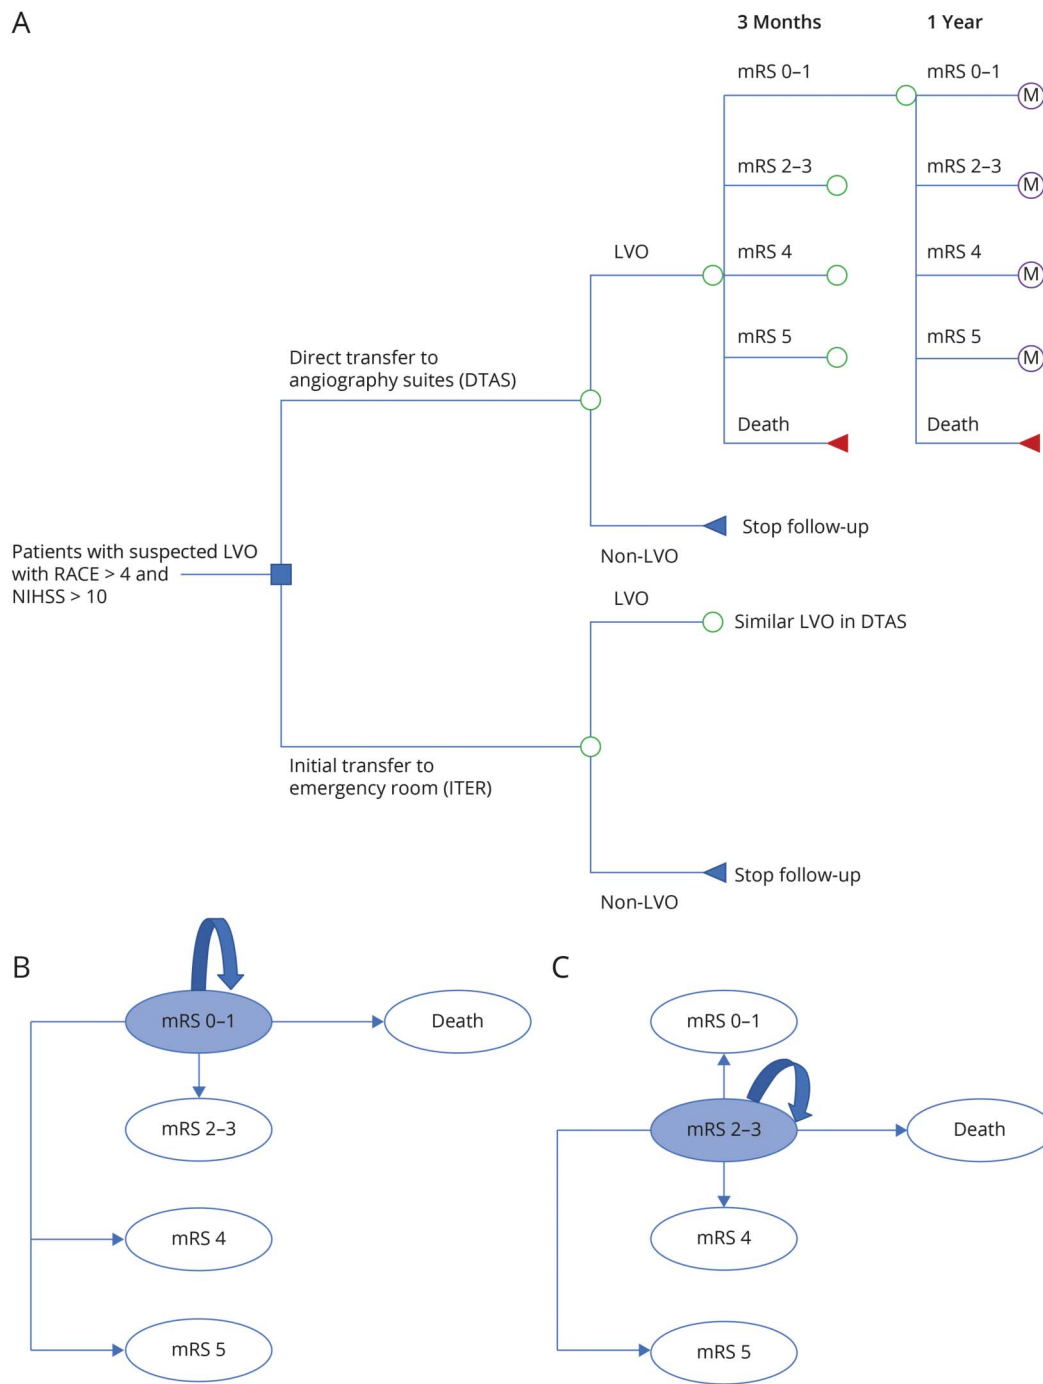 A
3 Months
1 Year
mRS 0–1
mRS 0–1
M
mRS 2–3
mRS 2–3
M
LVO
mRS 4
mRS 4
M
mRS 5
mRS 5
M
Direct transfer to
angiography suites (DTAS)
Death
Death
Stop follow-up
Non-LVO
Patients with suspected LVO
with RACE > 4 and
NIHSS > 10
LVO
Similar LVO in DTAS
Initial transfer to
emergency room (ITER)
Stop follow-up
Non-LVO
B
mRS 0–1
Death
mRS 2–3
mRS 4
mRS 5
C
mRS 0–1
mRS 2–3
Death
mRS 4
mRS 5